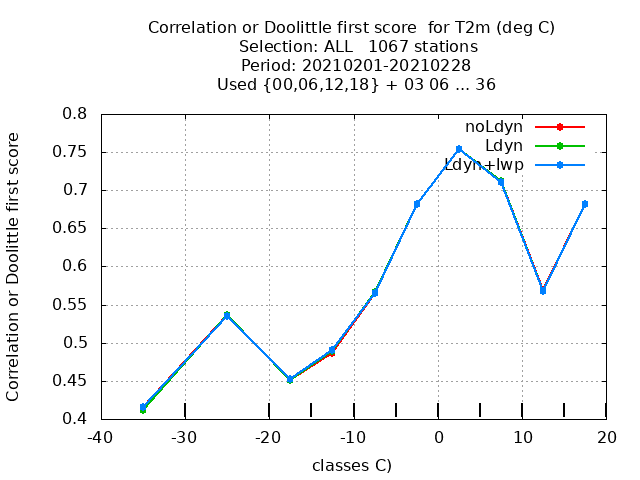 Correlation or Doolittle first score  for T2m (deg C)
Selection: ALL   1067 stations
Period: 20210201-20210228
Used {00,06,12,18} + 03 06 ... 36
noLdyn
Ldyn
Ldyn+lwp
Correlation or Doolittle first score
0.8
0.75
0.7
0.65
0.6
0.55
0.5
0.45
0.4
-40 -30 -20 -10 0 10 20
classes C)